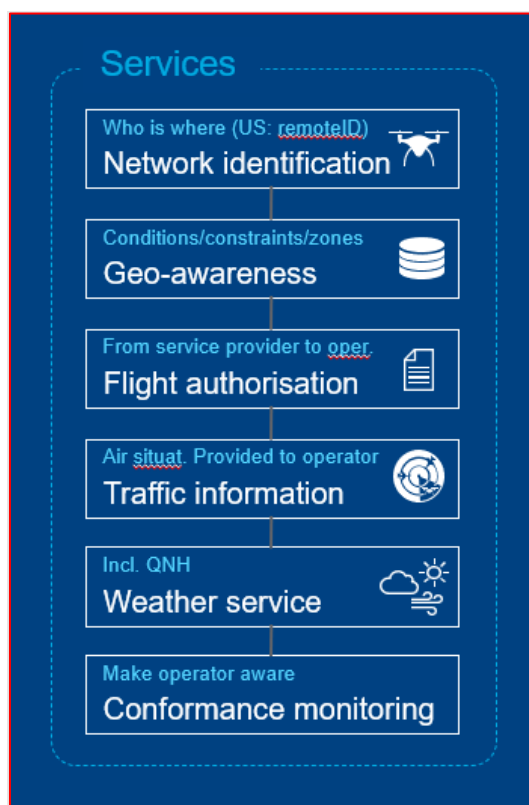 Services
Who is where (US: remoteID)
Network identification
Conditions/constraints/zones
Geo-awareness
From service provider to oper.
Flight authorisation
Air situat. Provided to operator
Traffic information
Incl. QNH
Weather service
Make operator aware
Conformance monitoring